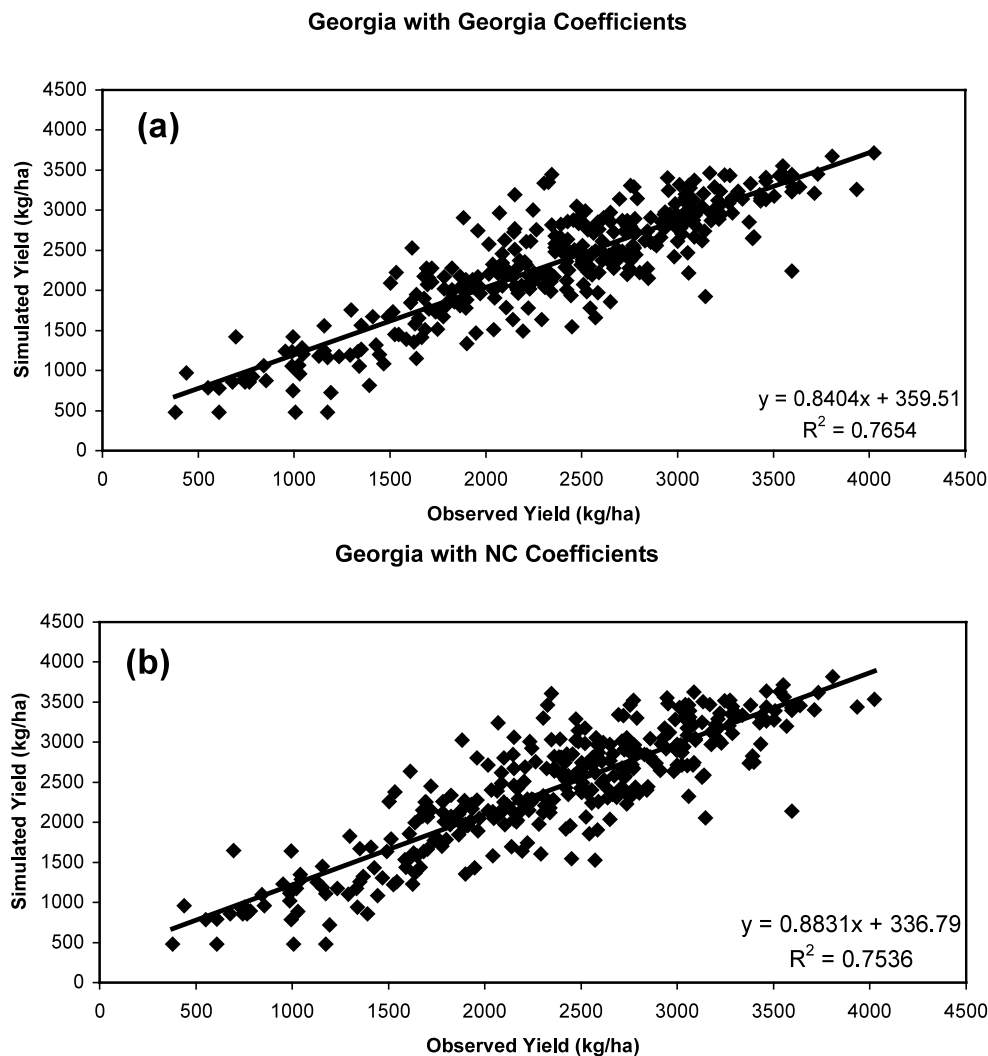 Georgia with Georgia Coefficients
4500
4000
3500
3000
2500
2000
1500
1000
500
0
Simulated Yield (kg/ha)
(a)
y = 0.8404x + 359.51
R² = 0.7654
0 500 1000 1500 2000 2500 3000 3500 4000 4500
Observed Yield (kg/ha)
Georgia with NC Coefficients
4500
4000
3500
3000
2500
2000
1500
1000
500
0
Simulated Yield (kg/ha)
(b)
y = 0.8831x + 336.79
R² = 0.7536
0 500 1000 1500 2000 2500 3000 3500 4000 4500
Observed Yield (kg/ha)